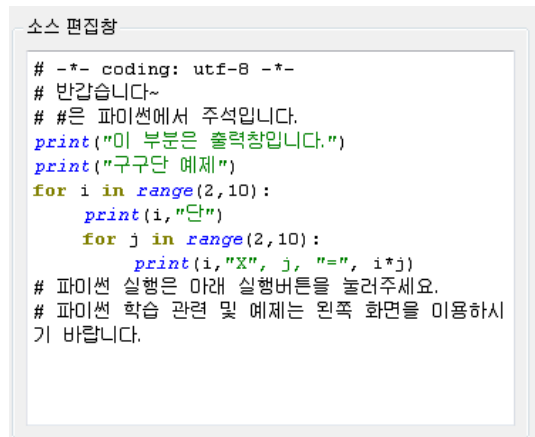 소스 편집창
# -*- coding: utf-8 -*-
# 반갑습니다~
# #은 파이썬에서 주석입니다.
print("이 부분은 출력창입니다.")
print("구구단 예제")
for i in range(2,10):
    print(i,"단")
    for j in range(2,10):
        print(i,"X", j, "=", i*j)
# 파이썬 실행은 아래 실행버튼을 눌러주세요.
# 파이썬 학습 관련 및 예제는 왼쪽 화면을 이용하시
기 바랍니다.